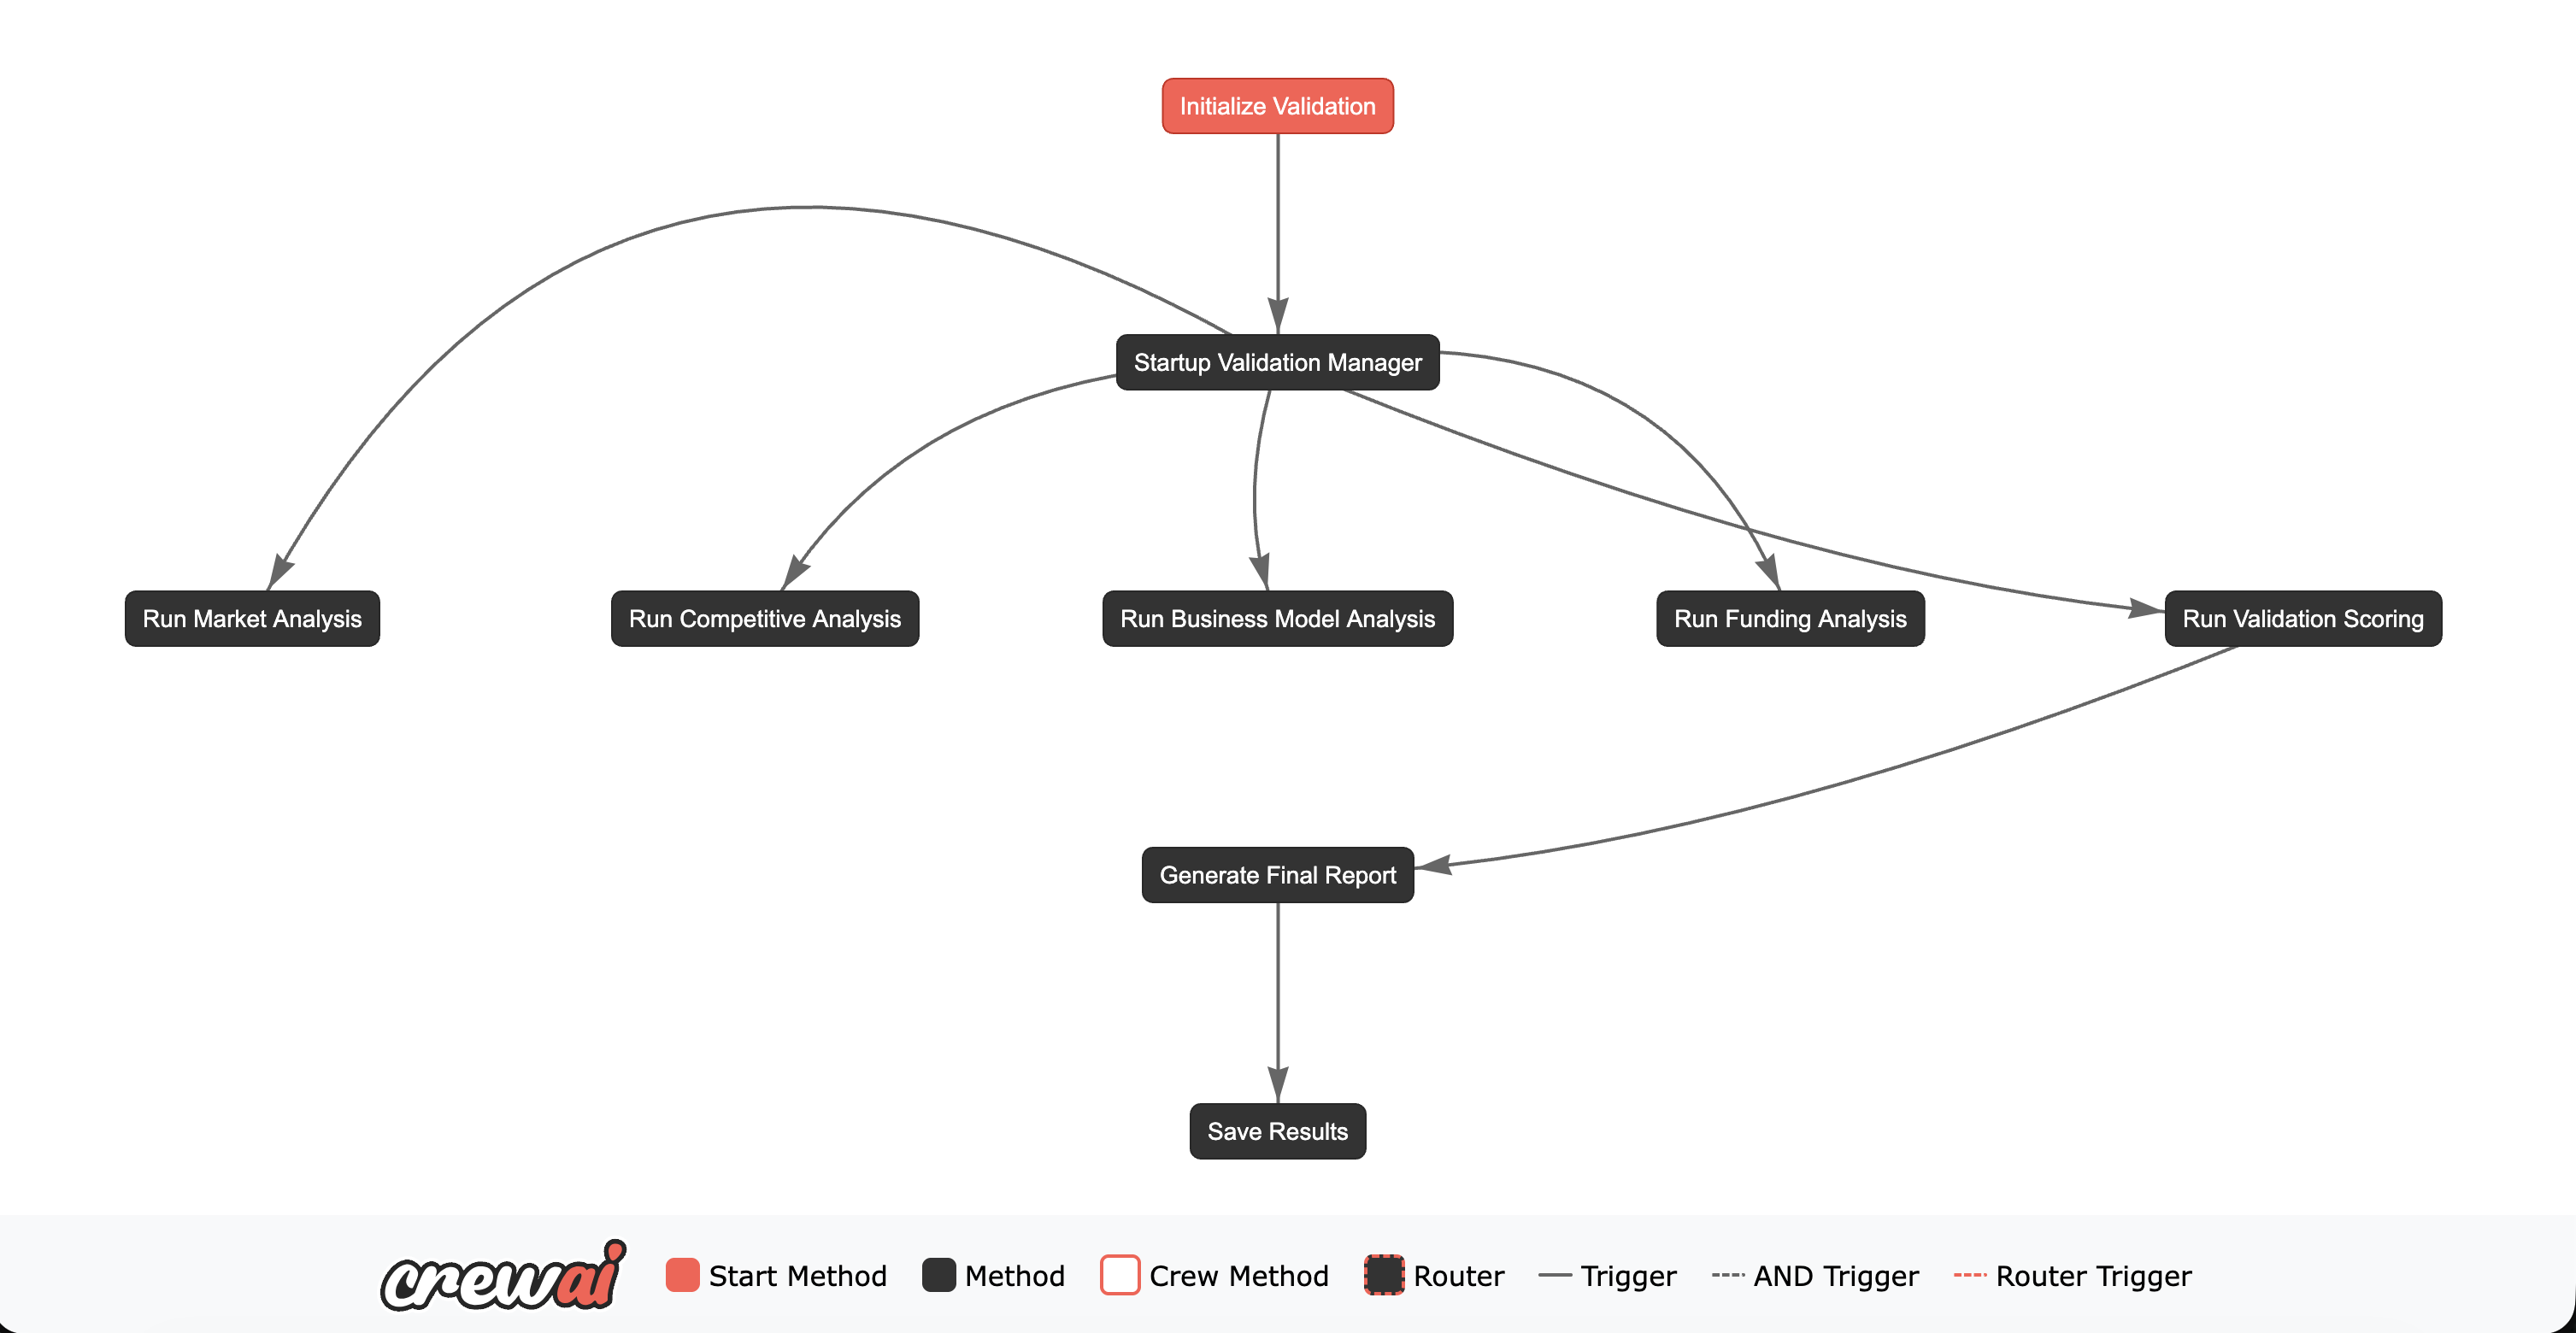 Initialize Validation
Startup Validation Manager
Run Market Analysis
Run Competitive Analysis
Run Business Model Analysis
Run Funding Analysis
Run Validation Scoring
Generate Final Report
Save Results
crewai
Start Method
Method
Crew Method
Router
Trigger
AND Trigger
Router Trigger